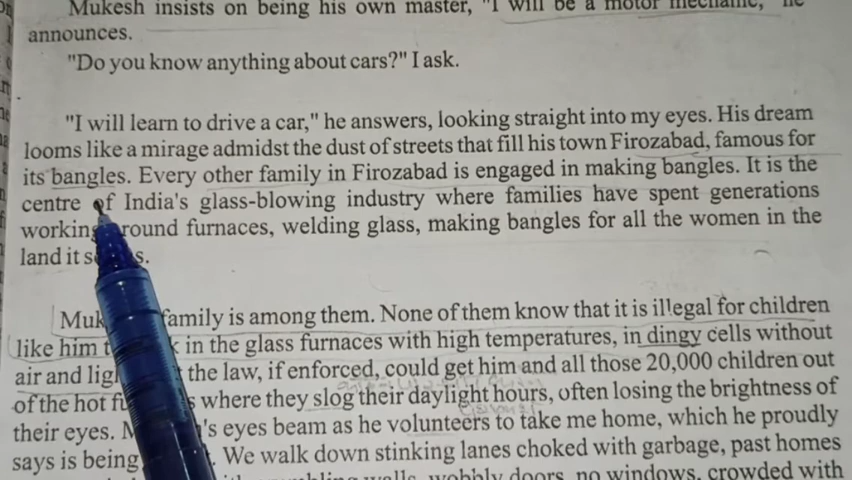 Mukesh insists on being his own master, "I will be a motor mechanic," he
announces.
"Do you know anything about cars?" I ask.
"I will learn to drive a car," he answers, looking straight into my eyes. His dream
looms like a mirage admidst the dust of streets that fill his town Firozabad, famous for
its bangles. Every other family in Firozabad is engaged in making bangles. It is the
centre of India's glass-blowing industry where families have spent generations
working round furnaces, welding glass, making bangles for all the women in the
land it
family is among them. None of them know that it is illegal for children
like him in the glass furnaces with high temperatures, in dingy cells without
air and the law, if enforced, could get him and all those 20,000 children out
of the hot where they slog their daylight hours, often losing the brightness of
their eyes. eyes beam as he volunteers to take me home, which he proudly
says is being We walk down stinking lanes choked with garbage, past homes
walls, wobbly doors, no windows, crowded with